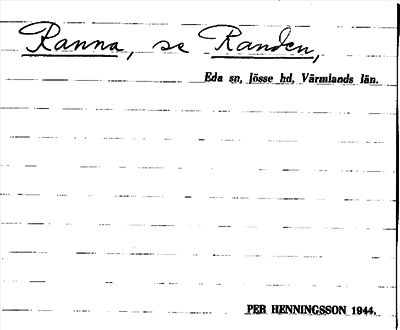 Ranna, se Randen,
Eda sn, Jösse hd, Värmlands län.
PER HENNINGSSON 1944.